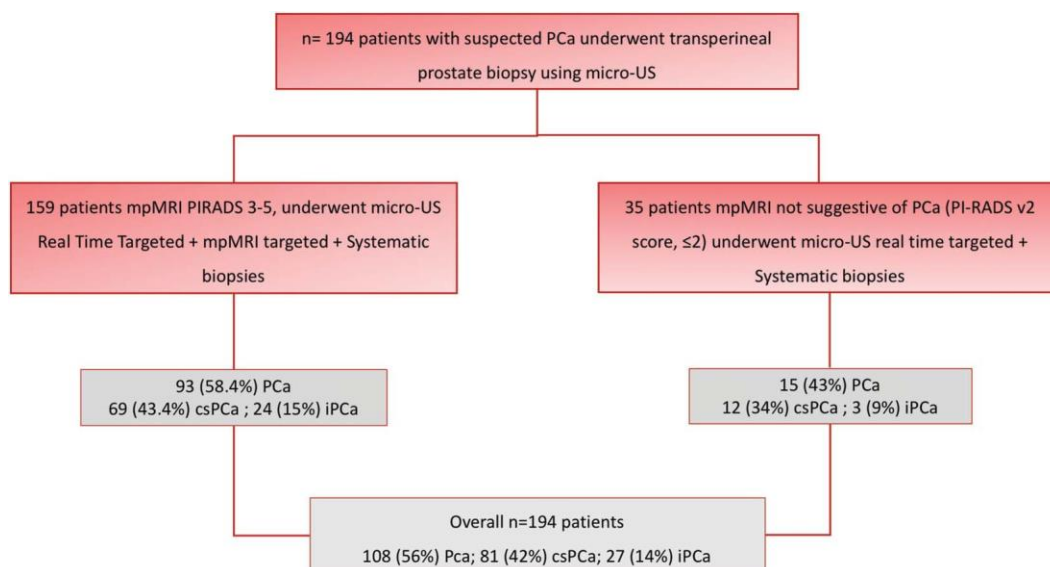 n= 194 patients with suspected PCa underwent transperineal
prostate biopsy using micro-US
159 patients mpMRI PIRADS 3-5, underwent micro-US
Real Time Targeted + mpMRI targeted + Systematic
biopsies
35 patients mpMRI not suggestive of PCa (PI-RADS v2
score, ≤2) underwent micro-US real time targeted +
Systematic biopsies
93 (58.4%) PCa
69 (43.4%) csPCa ; 24 (15%) iPCa
15 (43%) PCa
12 (34%) csPCa ; 3 (9%) iPCa
Overall n=194 patients
108 (56%) Pca; 81 (42%) csPCa; 27 (14%) iPCa